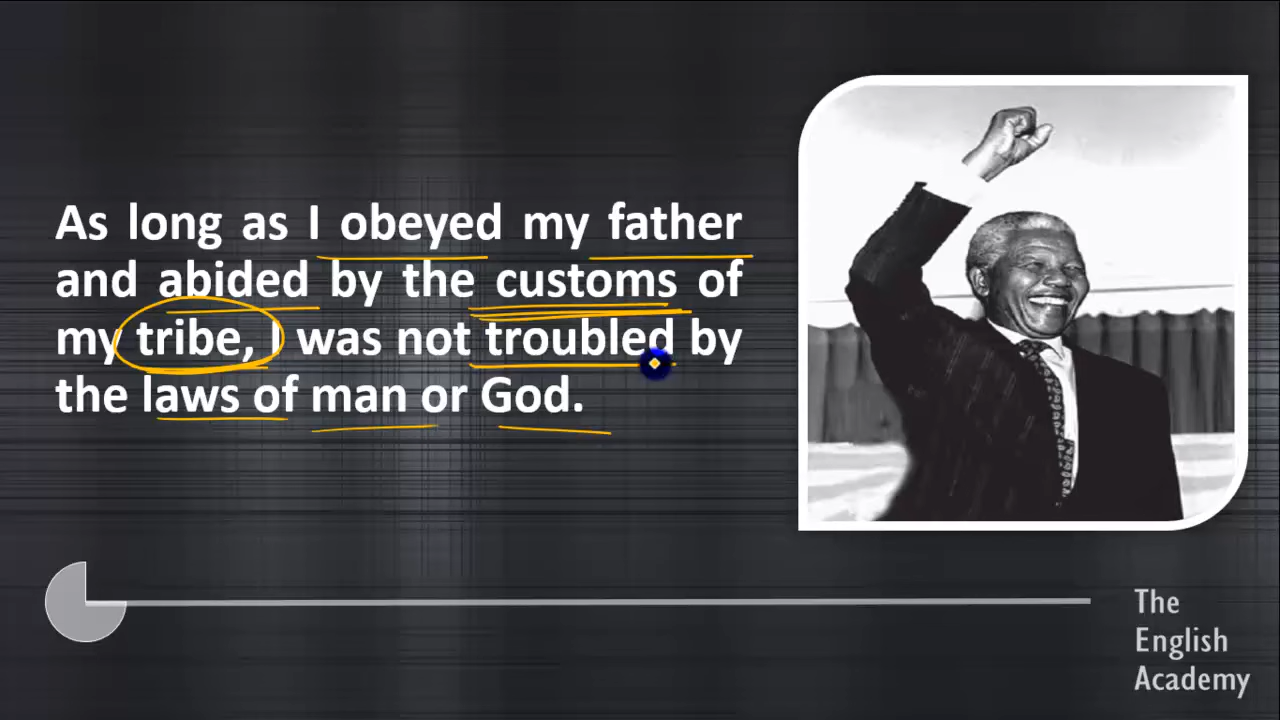 As long as I obeyed my father
and abided by the customs of
my tribe, I was not troubled by
the laws of man or God.
The
English
Academy